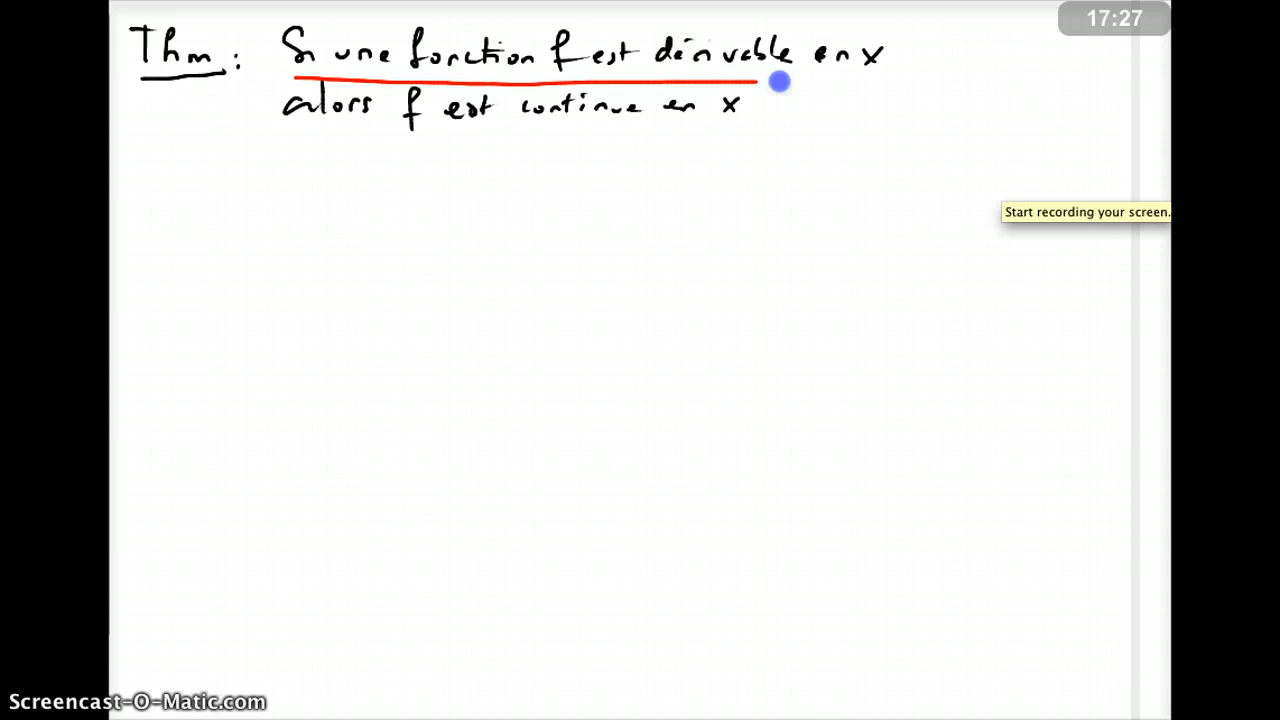 17:27
Thm : Si une fonction f est dérivable en x
alors f est continue en x
Start recording your screen.
Screencast-O-Matic.com